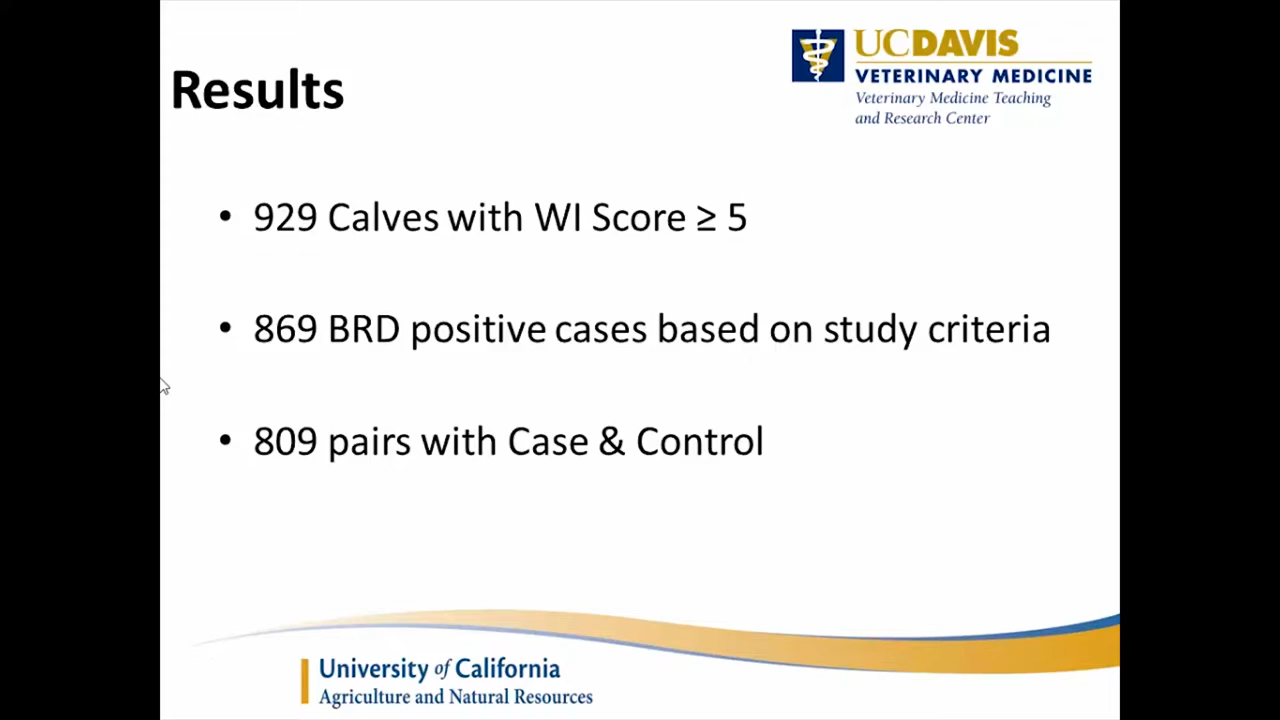 Results
UCDAVIS
VETERINARY MEDICINE
Veterinary Medicine Teaching
and Research Center
• 929 Calves with WI Score ≥ 5
• 869 BRD positive cases based on study criteria
• 809 pairs with Case & Control
University of California
Agriculture and Natural Resources